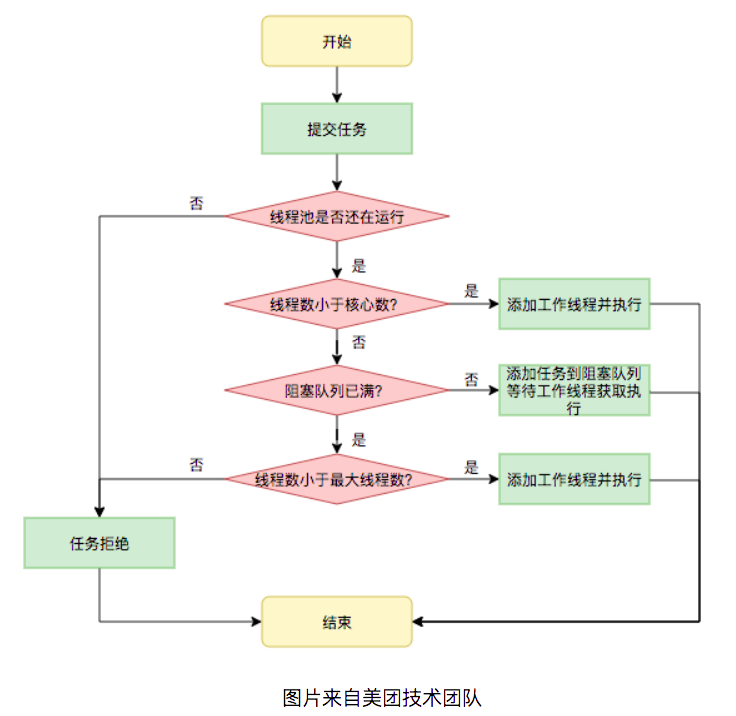 开始
提交任务
否
线程池是否还在运行
是
线程数小于核心数?
是
添加工作线程并执行
否
阻塞队列已满?
否
添加任务到阻塞队列
等待工作线程获取执
行
是
否
线程数小于最大线程数?
是
添加工作线程并执行
任务拒绝
结束
图片来自美团技术团队